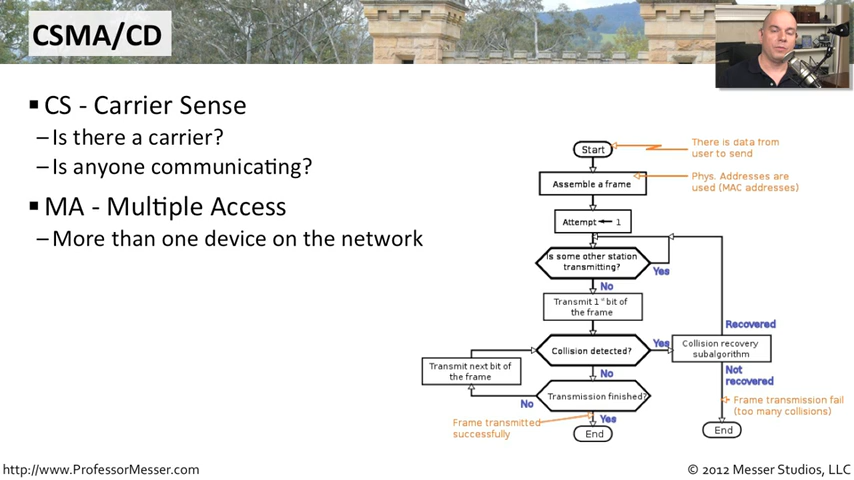 CSMA/CD
▪ CS - Carrier Sense
– Is there a carrier?
– Is anyone communicating?
▪ MA - Multiple Access
– More than one device on the network
Start
There is data from
user to send
Assemble a frame
Phys. Addresses are
used (MAC addresses)
Attempt ← 1
Is some other station
transmitting?
Yes
No
Transmit 1st bit of
the frame
Recovered
Collision detected?
Yes
Collision recovery
subalgorithm
Transmit next bit of
the frame
No
Not
recovered
Transmission finished?
No
Frame transmission fail
(too many collisions)
Frame transmitted
successfully
Yes
End
End
http://www.ProfessorMesser.com
© 2012 Messer Studios, LLC